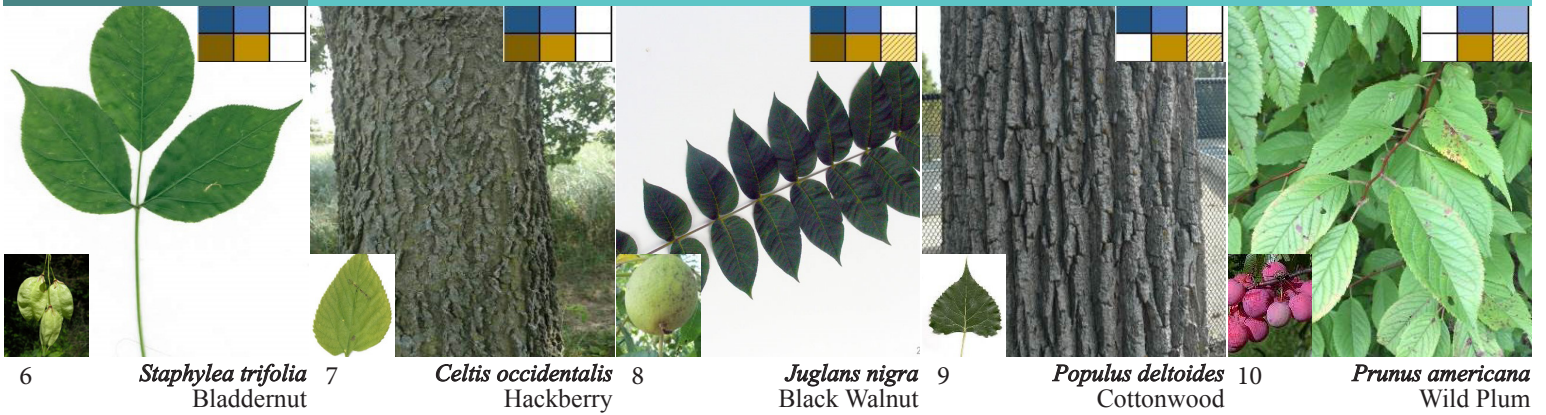 6 Staphylea trifolia
Bladdernut
7 Celtis occidentalis
Hackberry
8 Juglans nigra
Black Walnut
9 Populus deltoides
Cottonwood
10 Prunus americana
Wild Plum